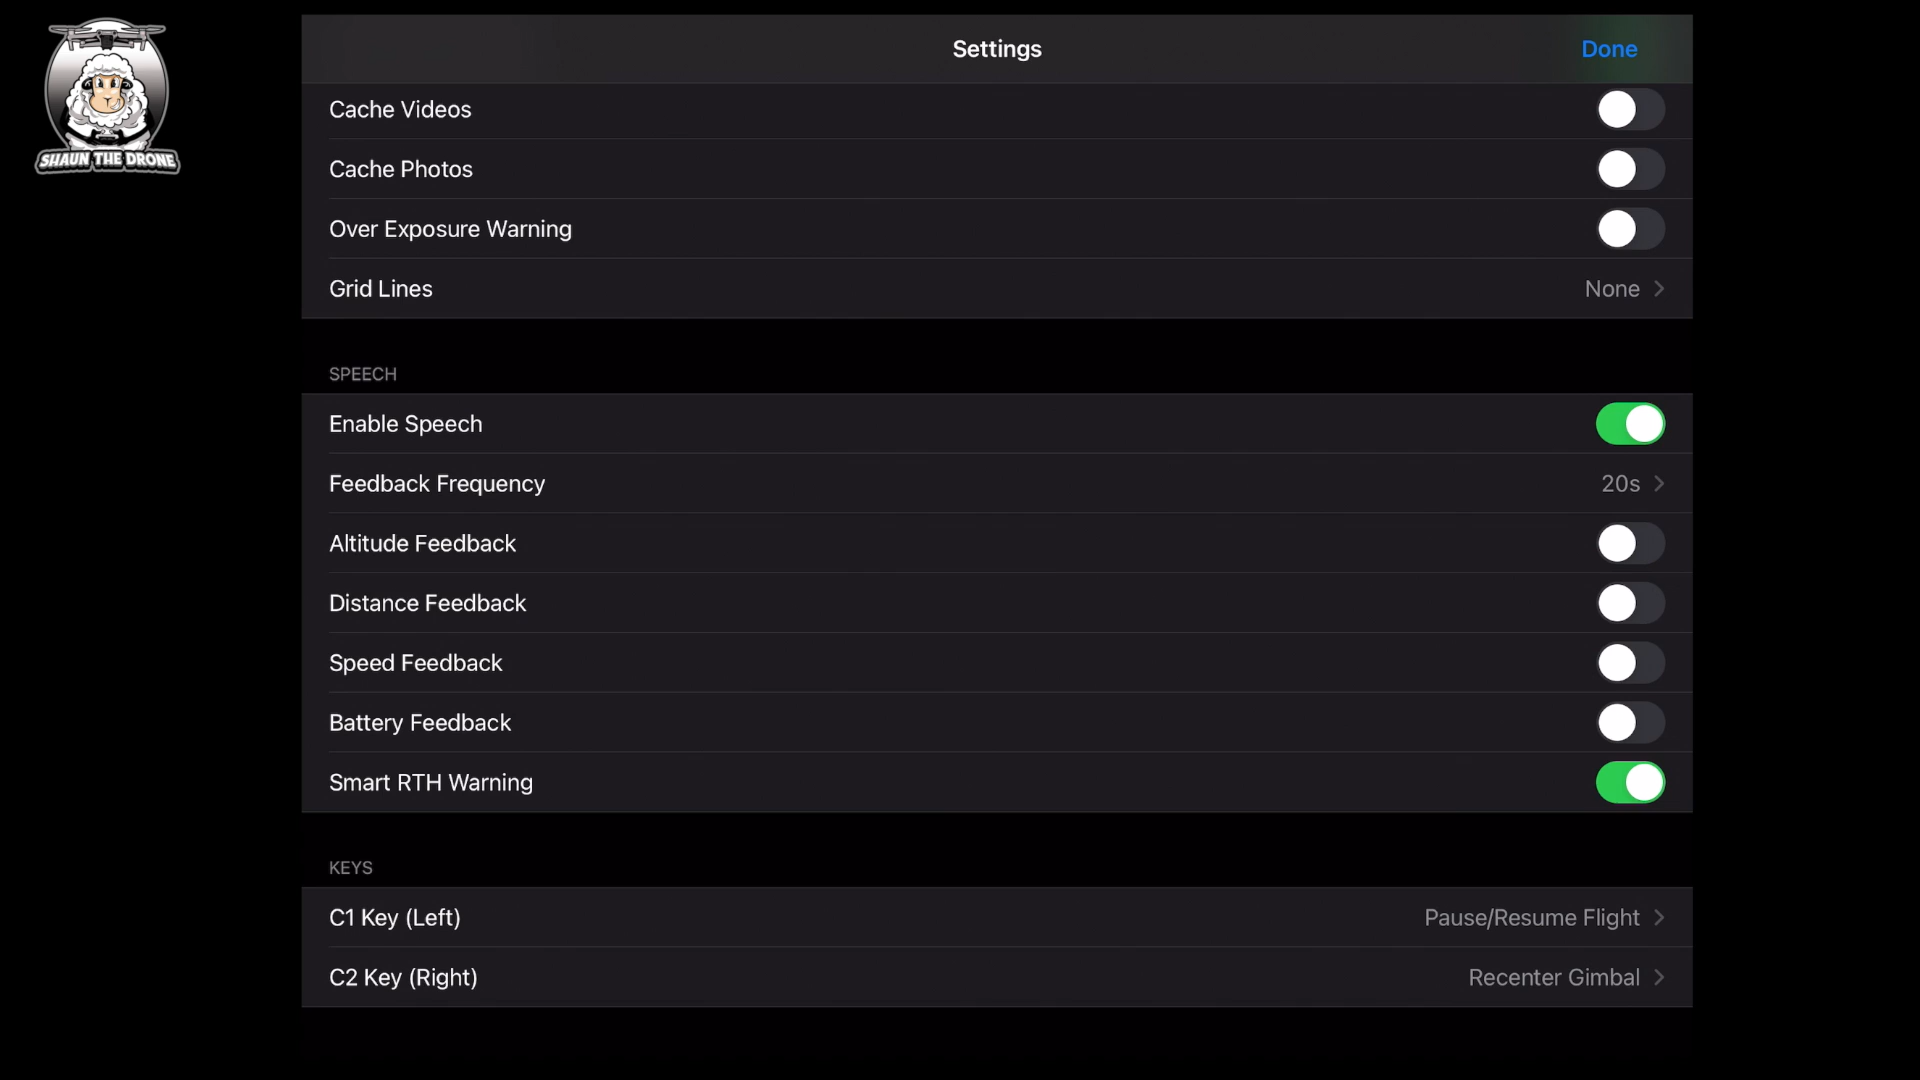 SHAUN THE DRONE
Settings
Done
Cache Videos
Cache Photos
Over Exposure Warning
Grid Lines
None
SPEECH
Enable Speech
Feedback Frequency
20s
Altitude Feedback
Distance Feedback
Speed Feedback
Battery Feedback
Smart RTH Warning
KEYS
C1 Key (Left)
Pause/Resume Flight
C2 Key (Right)
Recenter Gimbal